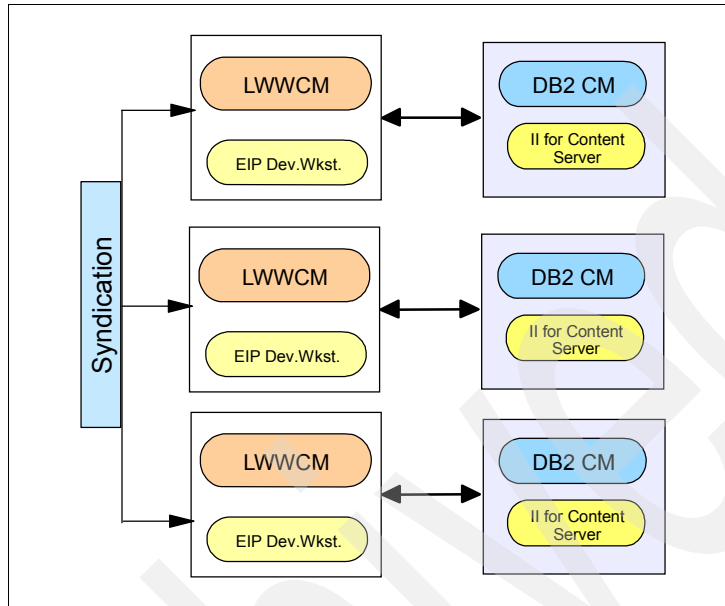 LWWCM
EIP Dev.Wkst.
DB2 CM
II for Content
Server
Syndication
LWWCM
EIP Dev.Wkst.
DB2 CM
II for Content
Server
LWWCM
EIP Dev.Wkst.
DB2 CM
II for Content
Server